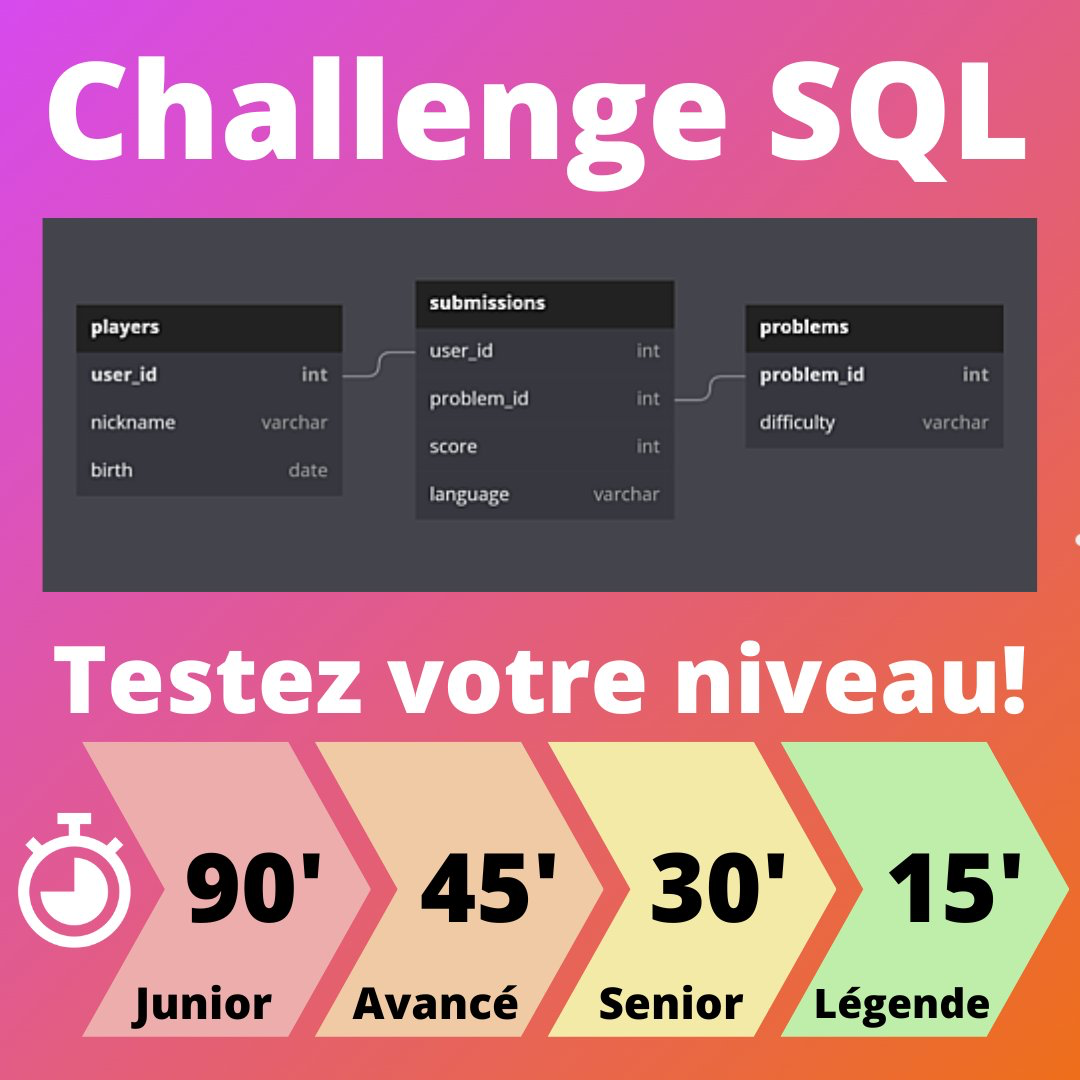 Challenge SQL
players
user_id int
nickname varchar
birth date
submissions
user_id int
problem_id int
score int
language varchar
problems
problem_id int
difficulty varchar
Testez votre niveau!
90' 45' 30' 15'
Junior Avancé Senior Légende